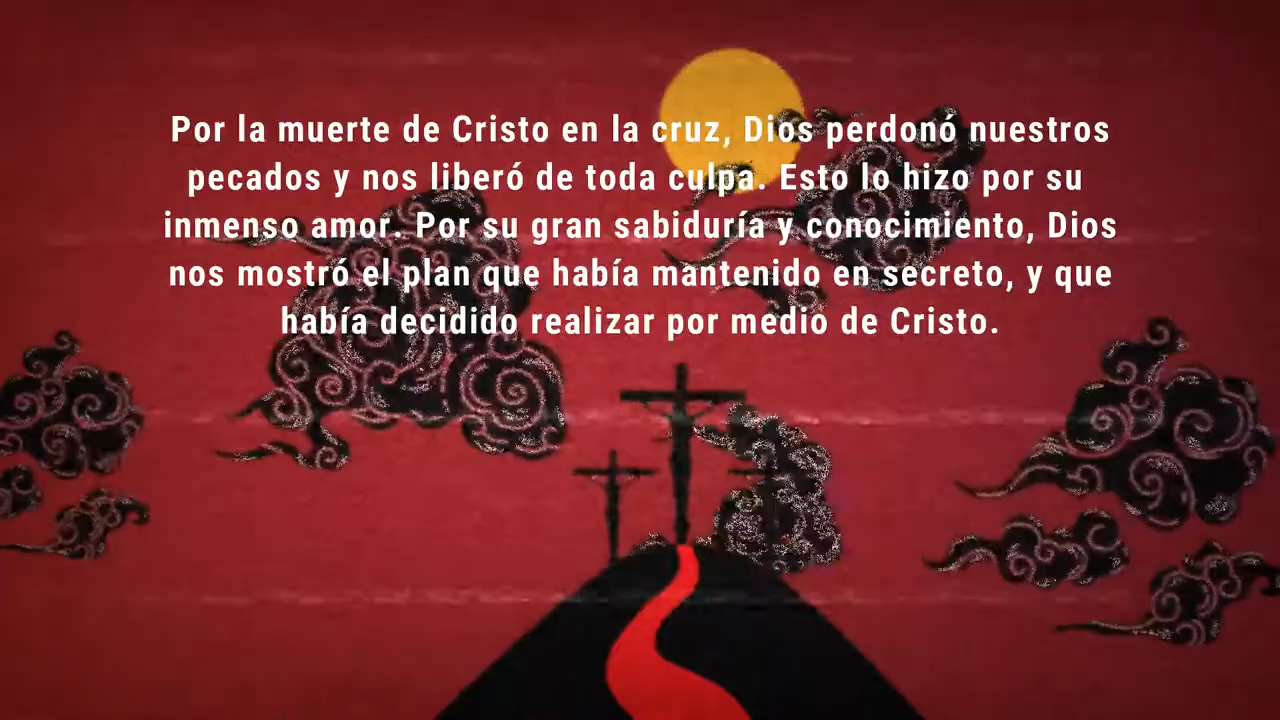 Por la muerte de Cristo en la cruz, Dios perdonó nuestros
pecados y nos liberó de toda culpa. Esto lo hizo por su
inmenso amor. Por su gran sabiduría y conocimiento, Dios
nos mostró el plan que había mantenido en secreto, y que
había decidido realizar por medio de Cristo.